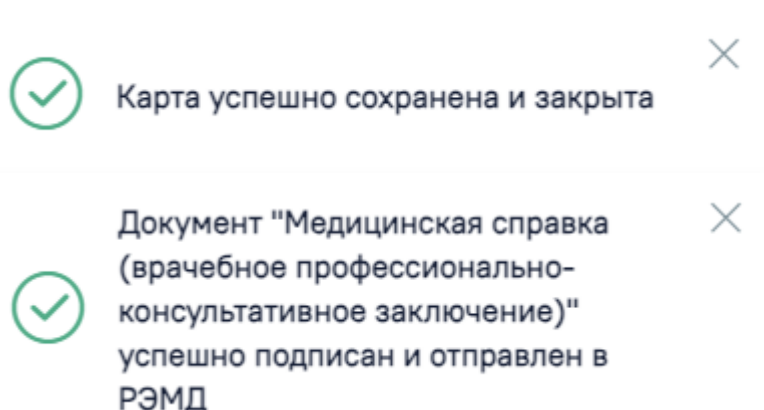 Карта успешно сохранена и закрыта
Документ "Медицинская справка
(врачебное профессионально-
консультативное заключение)"
успешно подписан и отправлен в
РЭМД